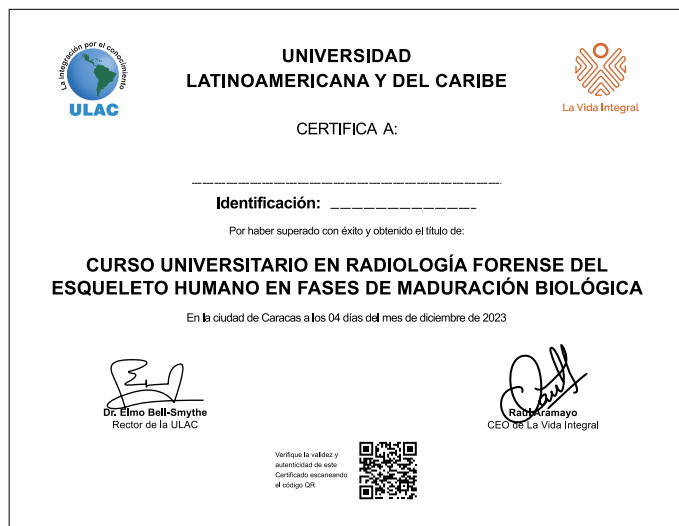 La integración por el conocimiento
ULAC
UNIVERSIDAD
LATINOAMERICANA Y DEL CARIBE
La Vida Integral
CERTIFICA A:
Identificación:
Por haber superado con éxito y obtenido el título de:
CURSO UNIVERSITARIO EN RADIOLOGÍA FORENSE DEL
ESQUELETO HUMANO EN FASES DE MADURACIÓN BIOLÓGICA
En la ciudad de Caracas a los 04 días del mes de diciembre de 2023
Dr. Elmo Bell-Smythe
Rector de la ULAC
Raúl Aramayo
CEO de La Vida Integral
Verifique la validez y
autenticidad de este
Certificado escaneando
el código QR